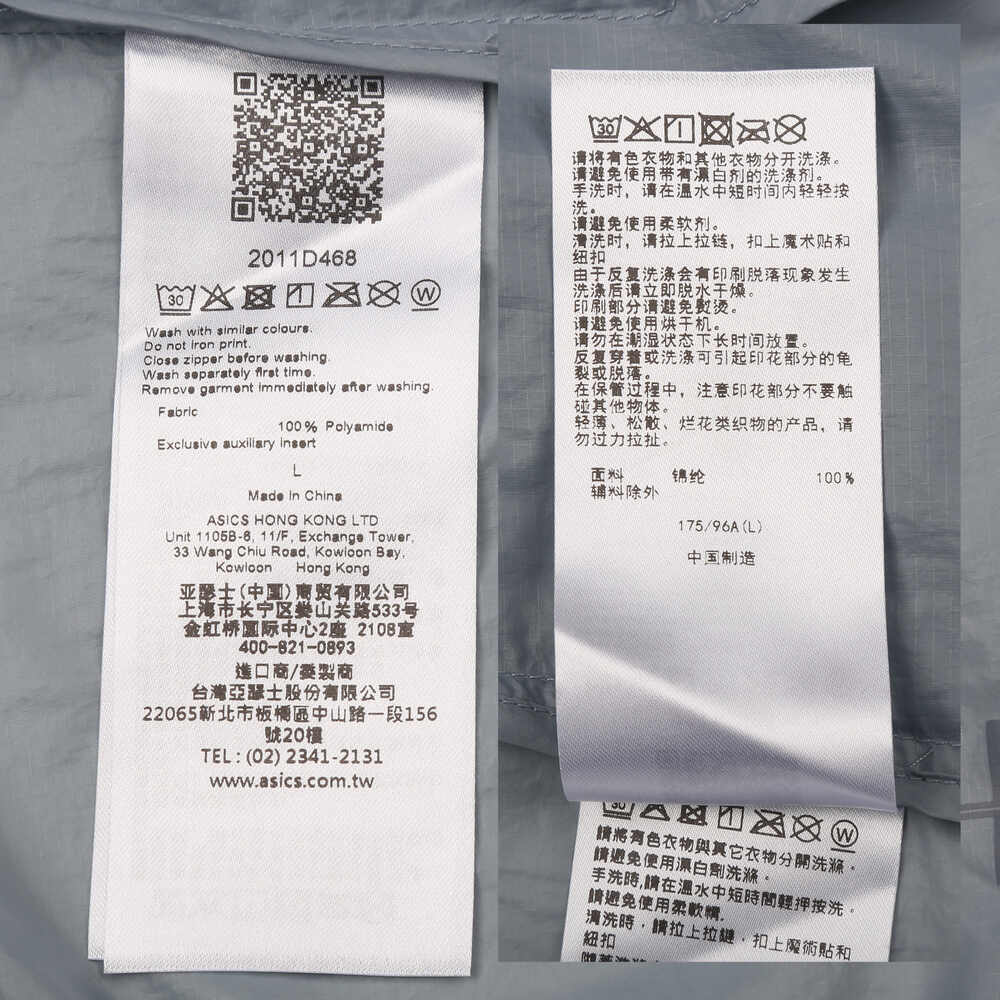 2011D468
30
W
Wash with similar colours.
Do not iron print.
Close zipper before washing.
Wash separately first time.
Remove garment immediately after washing.
Fabric
100% Polyamide
Exclusive auxiliary insert
L
Made in China
ASICS HONG KONG LTD
Unit 1105B-6, 11/F, Exchange Tower,
33 Wang Chiu Road, Kowloon Bay,
Kowloon Hong Kong
亚瑟士(中国)商贸有限公司
上海市长宁区娄山关路533号
金虹桥国际中心2座 2108室
400-821-0893
進口商/委製商
台灣亞瑟士股份有限公司
22065新北市板橋區中山路一段156
號20樓
TEL:(02) 2341-2131
www.asics.com.tw
30
请将有色衣物和其他衣物分开洗涤。
请避免使用带有漂白剂的洗涤剂。
手洗时，请在温水中短时间内轻轻按
洗。
请避免使用柔软剂。
清洗时，请拉上拉链，扣上魔术贴和
纽扣
由于反复洗涤会有印刷脱落现象发生
洗涤后请立即脱水干燥。
印刷部分请避免熨烫。
请避免使用烘干机。
请勿在潮湿状态下长时间放置。
反复穿着或洗涤可引起印花部分的龟
裂或脱落。
在保管过程中，注意印花部分不要触
碰其他物体。
轻薄、松散、烂花类织物的产品，请
勿过力拉扯。
面料 锦纶 100%
辅料除外
175/96A(L)
中国制造
30
W
請將有色衣物與其它衣物分開洗滌。
請避免使用漂白劑洗滌。
手洗時,請在溫水中短時間輕押按洗。
請避免使用柔軟精.
清洗時，請拉上拉鏈，扣上魔術貼和
紐扣